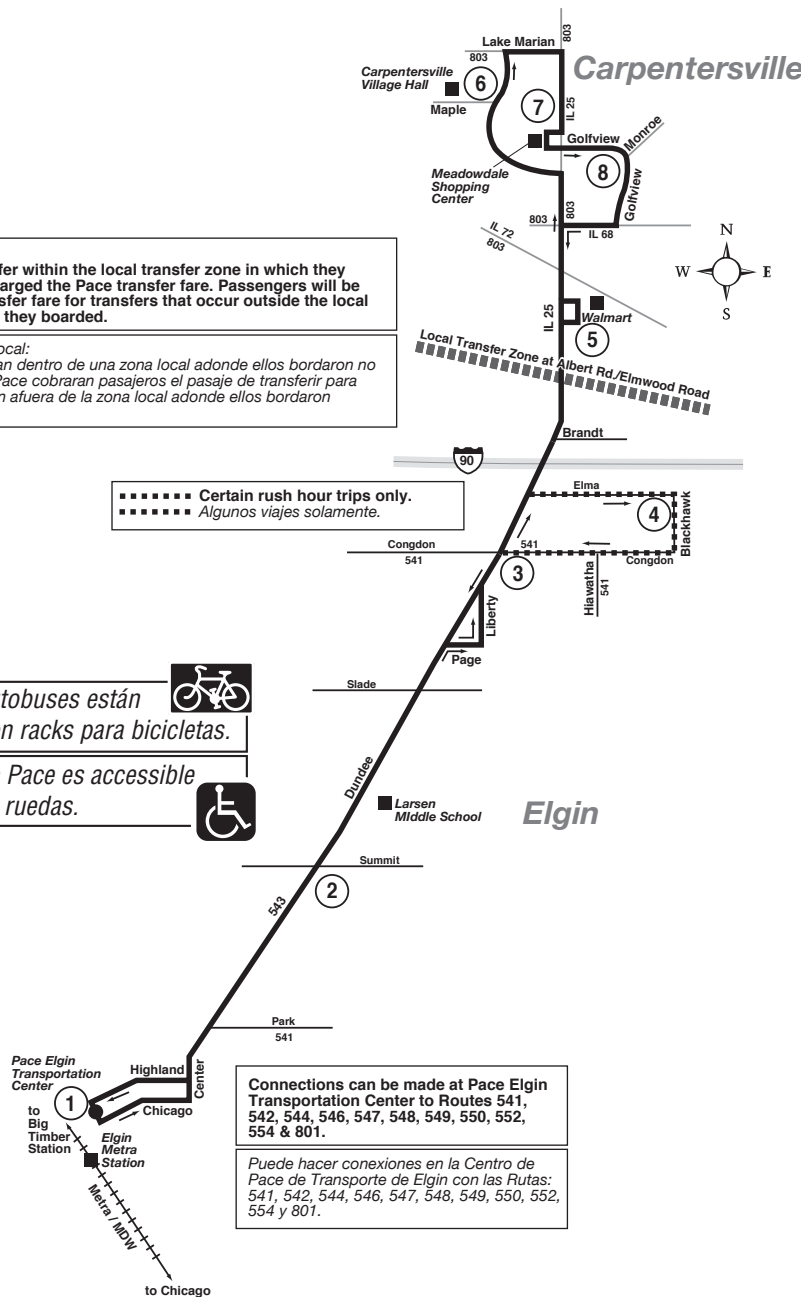 803
Lake Marian
803
Carpentersville
Carpentersville
Village Hall
6
7
IL 25
Maple
Golfview
Monroe
Meadowdale
Shopping
Center
8
Golfview
803
803
IL 68
IL 72
803
N
W
E
S
fer within the local transfer zone in which they
arged the Pace transfer fare. Passengers will be
sfer fare for transfers that occur outside the local
they boarded.
IL 25
Walmart
5
ocal:
an dentro de una zona local adonde ellos bordaron no
Pace cobraran pasajeros el pasaje de transferir para
n afuera de la zona local adonde ellos bordaron
Local Transfer Zone at Albert Rd./Elmwood Road
Brandt
90
Certain rush hour trips only.
Algunos viajes solamente.
Elma
4
Blackhawk
Congdon
541
541
3
Congdon
Hiawatha
541
Liberty
Page
Slade
tobuses están
n racks para bicicletas.
Pace es accessible
ruedas.
Dundee
Larsen
MIddle School
Elgin
Summit
2
543
Park
541
Pace Elgin
Transportation
Center
Highland
Center
1
Chicago
to
Big
Timber
Station
Elgin
Metra
Station
Metra / MDW
to Chicago
Connections can be made at Pace Elgin
Transportation Center to Routes 541,
542, 544, 546, 547, 548, 549, 550, 552,
554 & 801.
Puede hacer conexiones en la Centro de
Pace de Transporte de Elgin con las Rutas:
541, 542, 544, 546, 547, 548, 549, 550, 552,
554 y 801.